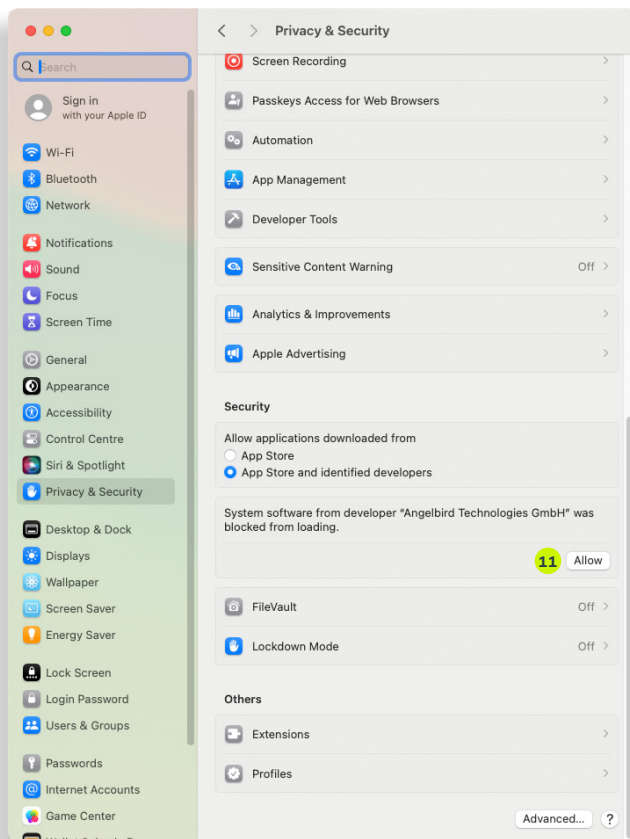 Privacy & Security
Search
Sign in
with your Apple ID
Wi-Fi
Bluetooth
Network
Notifications
Sound
Focus
Screen Time
General
Appearance
Accessibility
Control Centre
Siri & Spotlight
Privacy & Security
Desktop & Dock
Displays
Wallpaper
Screen Saver
Energy Saver
Lock Screen
Login Password
Users & Groups
Passwords
Internet Accounts
Game Center
Screen Recording
Passkeys Access for Web Browsers
Automation
App Management
Developer Tools
Sensitive Content Warning Off
Analytics & Improvements
Apple Advertising
Security
Allow applications downloaded from
App Store
App Store and identified developers
System software from developer “Angelbird Technologies GmbH” was
blocked from loading.
11 Allow
FileVault Off
Lockdown Mode Off
Others
Extensions
Profiles
Advanced... ?